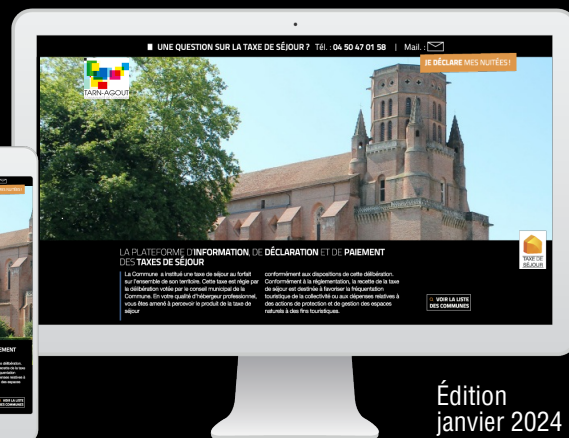 UNE QUESTION SUR LA TAXE DE SÉJOUR ? Tél. : 04 50 47 01 58 | Mail. :
JE DÉCLARE MES NUITÉES !
TARN-AGOUT
LA PLATEFORME D'INFORMATION, DE DÉCLARATION ET DE PAIEMENT
DES TAXES DE SÉJOUR
La Commune a institué une taxe de séjour au forfait
sur l'ensemble de son territoire. Cette taxe est régie par
la délibération votée par le conseil municipal de la
Commune. En votre qualité d'hébergeur professionnel,
vous êtes amené à percevoir le produit de la taxe de
séjour
conformément aux dispositions de cette délibération.
Conformément à la réglementation, la recette de la taxe
de séjour est destinée à favoriser la fréquentation
touristique de la collectivité ou aux dépenses relatives à
des actions de protection et de gestion des espaces
naturels à des fins touristiques.
TAXE DE
SÉJOUR
VOIR LA LISTE
DES COMMUNES
Édition
janvier 2024